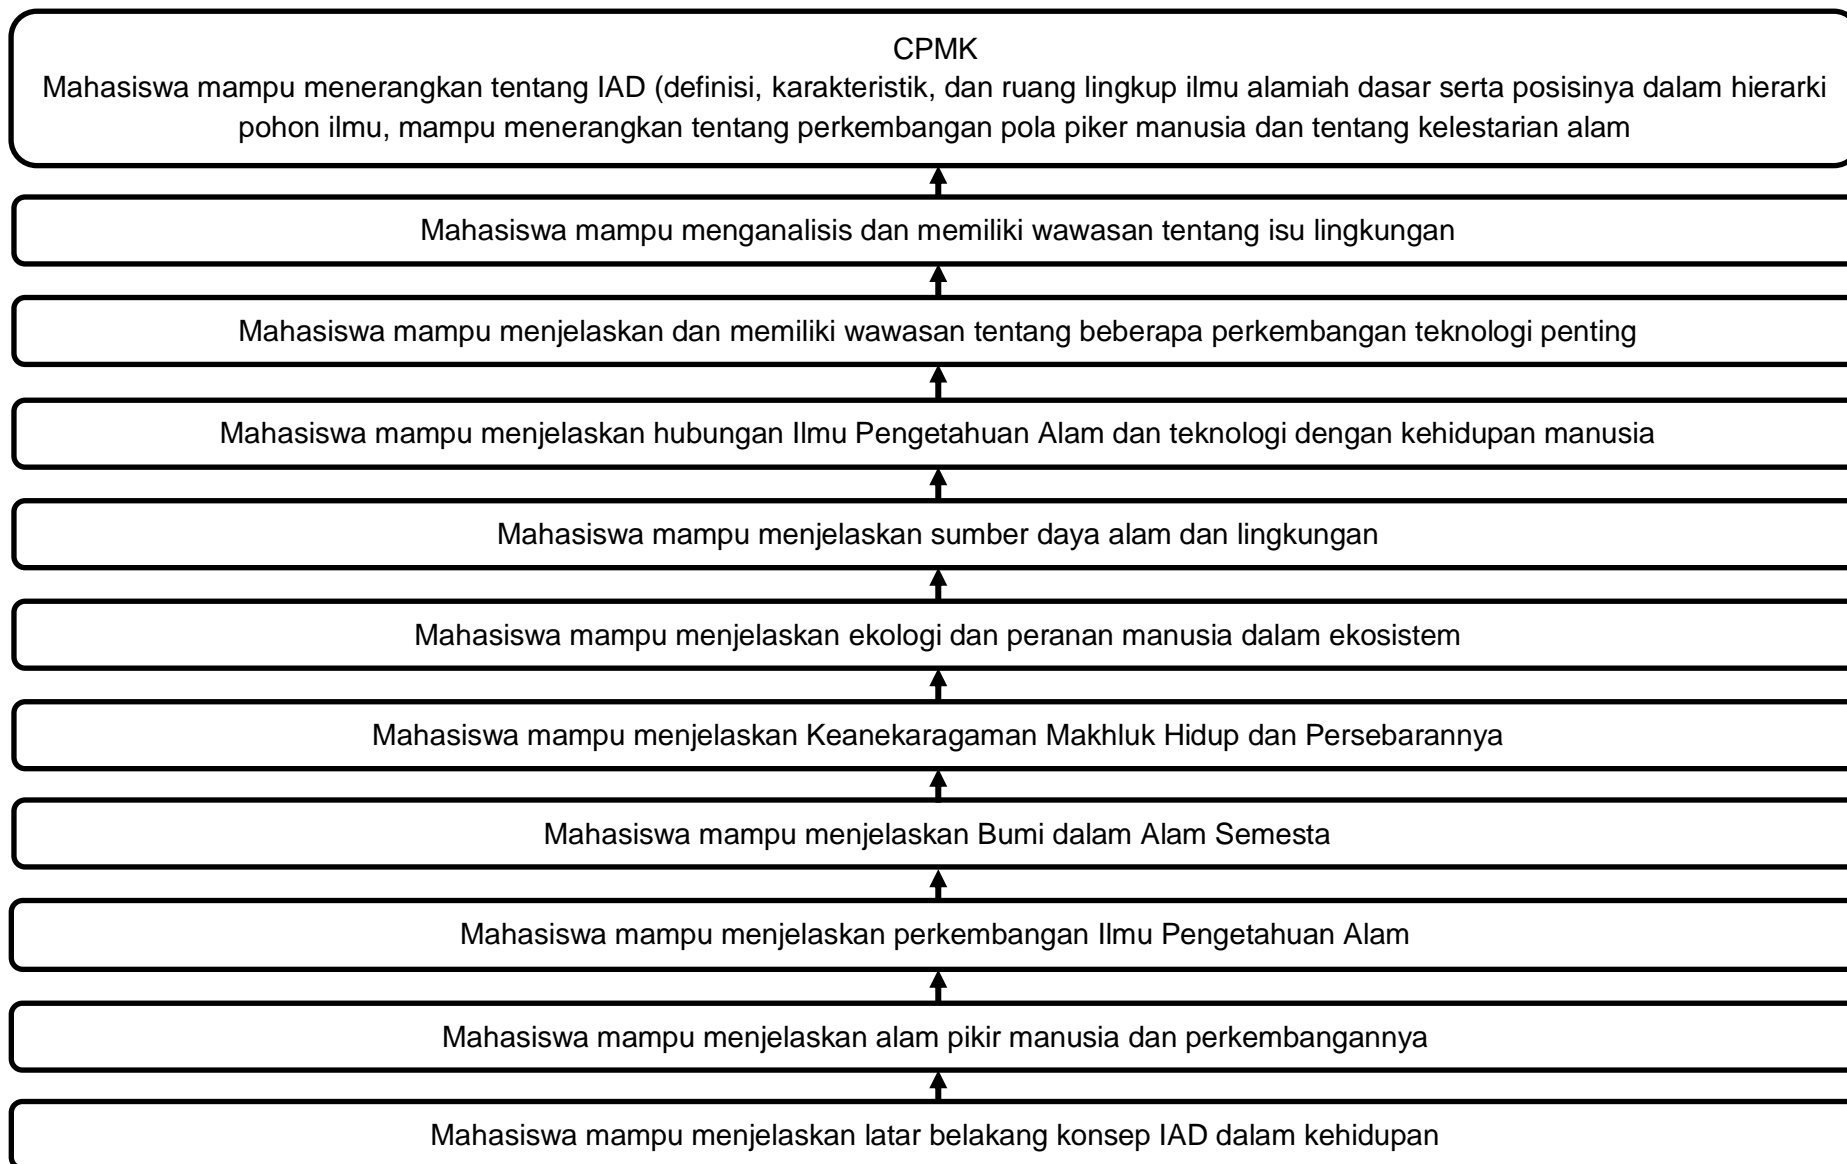 CPMK
Mahasiswa mampu menerangkan tentang IAD (definisi, karakteristik, dan ruang lingkup ilmu alamiah dasar serta posisinya dalam hierarki
pohon ilmu, mampu menerangkan tentang perkembangan pola piker manusia dan tentang kelestarian alam
Mahasiswa mampu menganalisis dan memiliki wawasan tentang isu lingkungan
Mahasiswa mampu menjelaskan dan memiliki wawasan tentang beberapa perkembangan teknologi penting
Mahasiswa mampu menjelaskan hubungan Ilmu Pengetahuan Alam dan teknologi dengan kehidupan manusia
Mahasiswa mampu menjelaskan sumber daya alam dan lingkungan
Mahasiswa mampu menjelaskan ekologi dan peranan manusia dalam ekosistem
Mahasiswa mampu menjelaskan Keanekaragaman Makhluk Hidup dan Persebarannya
Mahasiswa mampu menjelaskan Bumi dalam Alam Semesta
Mahasiswa mampu menjelaskan perkembangan Ilmu Pengetahuan Alam
Mahasiswa mampu menjelaskan alam pikir manusia dan perkembangannya
Mahasiswa mampu menjelaskan latar belakang konsep IAD dalam kehidupan